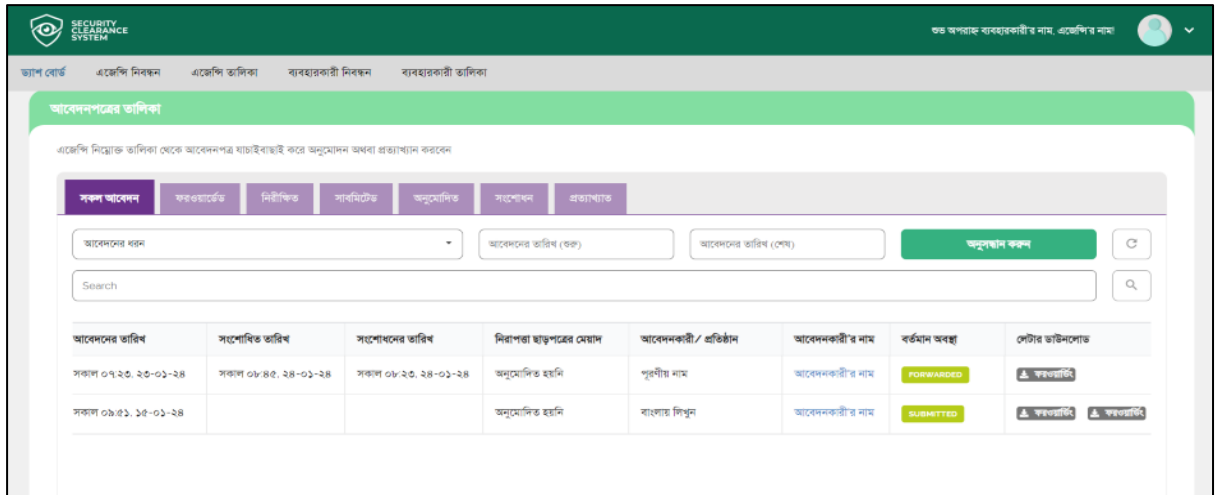 SECURITY
CLEARANCE
SYSTEM
শুভ অপরাহ্ন ব্যবহারকারী'র নাম, এজেন্সি'র নাম!
ড্যাশ বোর্ড এজেন্সি নিবন্ধন এজেন্সি তালিকা ব্যবহারকারী নিবন্ধন ব্যবহারকারী তালিকা
আবেদনপত্রের তালিকা
এজেন্সি নিম্নোক্ত তালিকা থেকে আবেদনপত্র যাচাইবাছাই করে অনুমোদন অথবা প্রত্যাখ্যান করবেন
সকল আবেদন ফরওয়ার্ডেড নিরীক্ষিত সাবমিটেড অনুমোদিত সংশোধন প্রত্যাখ্যাত
আবেদনের ধরন আবেদনের তারিখ (শুরু) আবেদনের তারিখ (শেষ) অনুসন্ধান করুন
Search
আবেদনের তারিখ সংশোধিত তারিখ সংশোধনের তারিখ নিরাপত্তা ছাড়পত্রের মেয়াদ আবেদনকারী/ প্রতিষ্ঠান আবেদনকারী'র নাম বর্তমান অবস্থা লেটার ডাউনলোড
সকাল ০৭:২৩, ২৩-০১-২৪ সকাল ০৮:৪৫, ২৪-০১-২৪ সকাল ০৮:২৩, ২৪-০১-২৪ অনুমোদিত হয়নি পূরণীয় নাম আবেদনকারী'র নাম FORWARDED ফরওয়ার্ডিং
সকাল ০৯:৫১, ১৫-০১-২৪ অনুমোদিত হয়নি বাংলায় লিখুন আবেদনকারী'র নাম SUBMITTED ফরওয়ার্ডিং ফরওয়ার্ডিং